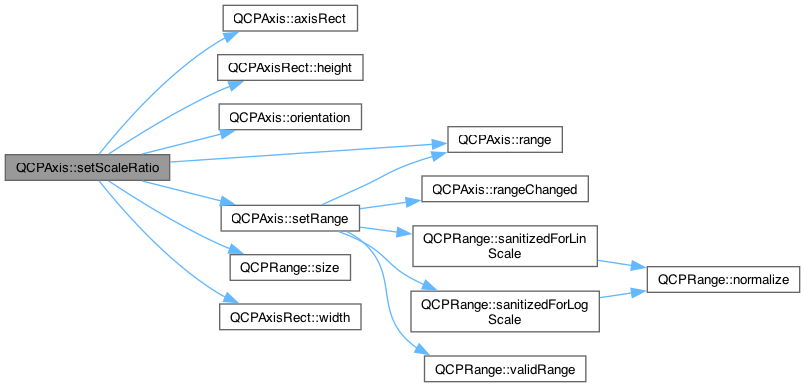 QCPAxis::axisRect
QCPAxisRect::height
QCPAxis::orientation
QCPAxis::range
QCPAxis::setScaleRatio
QCPAxis::rangeChanged
QCPAxis::setRange
QCPRange::sanitizedForLin
Scale
QCPRange::size
QCPRange::normalize
QCPRange::sanitizedForLog
Scale
QCPAxisRect::width
QCPRange::validRange